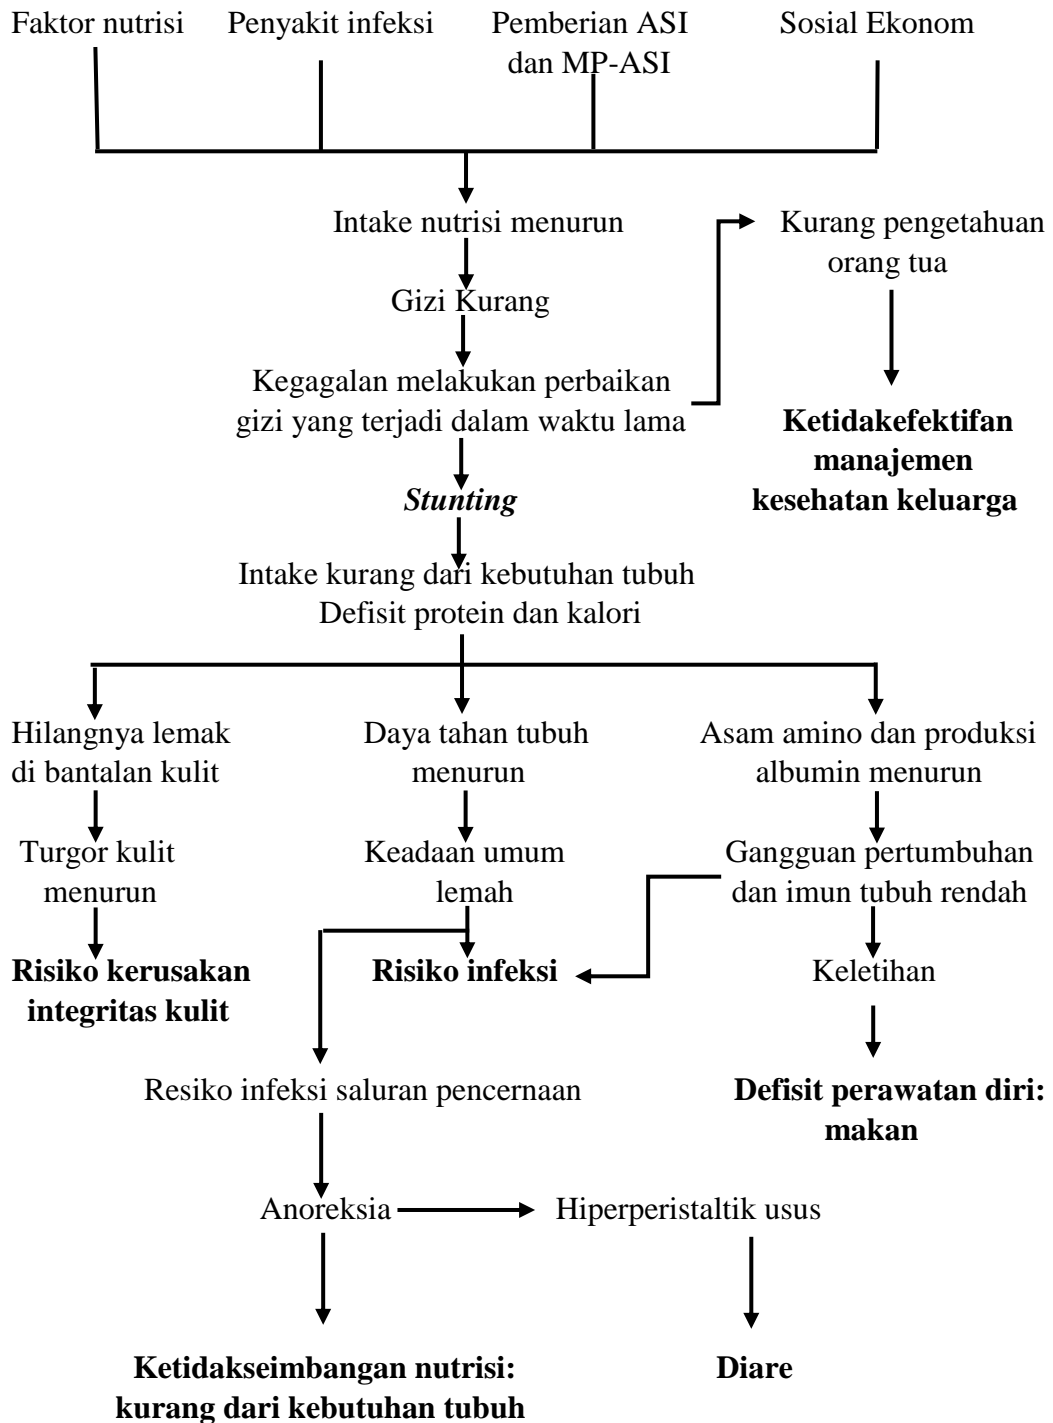 Faktor nutrisi
Penyakit infeksi
Pemberian ASI
dan MP-ASI
Sosial Ekonom
Intake nutrisi menurun
Kurang pengetahuan
orang tua
Gizi Kurang
Kegagalan melakukan perbaikan
gizi yang terjadi dalam waktu lama
Ketidakefektifan
manajemen
kesehatan keluarga
Stunting
Intake kurang dari kebutuhan tubuh
Defisit protein dan kalori
Hilangnya lemak
di bantalan kulit
Daya tahan tubuh
menurun
Asam amino dan produksi
albumin menurun
Turgor kulit
menurun
Keadaan umum
lemah
Gangguan pertumbuhan
dan imun tubuh rendah
Risiko kerusakan
integritas kulit
Risiko infeksi
Keletihan
Resiko infeksi saluran pencernaan
Defisit perawatan diri:
makan
Anoreksia
Hiperperistaltik usus
Ketidakseimbangan nutrisi:
kurang dari kebutuhan tubuh
Diare